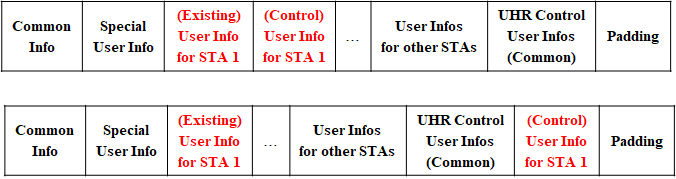 Common
Info
Special
User Info
(Existing)
User Info
for STA 1
(Control)
User Info
for STA 1
...
User Infos
for other STAs
UHR Control
User Infos
(Common)
Padding
Common
Info
Special
User Info
(Existing)
User Info
for STA 1
...
User Infos
for other STAs
UHR Control
User Infos
(Common)
(Control)
User Info
for STA 1
Padding